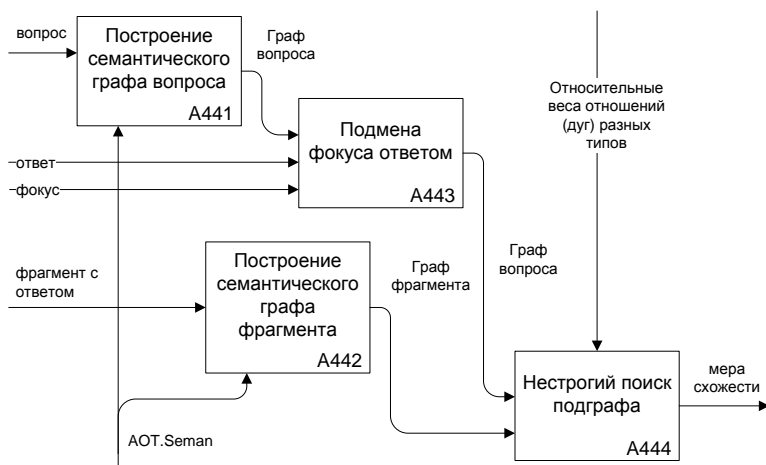 вопрос
Построение
семантического
графа вопроса
A441
Граф
вопроса
Относительные
веса отношений
(дуг) разных
типов
Подмена
фокуса ответом
A443
ответ
фокус
фрагмент с
ответом
Построение
семантического
графа
фрагмента
A442
Граф
фрагмента
Граф
вопроса
Нестрогий поиск
подграфа
A444
мера
схожести
AOT.Seman